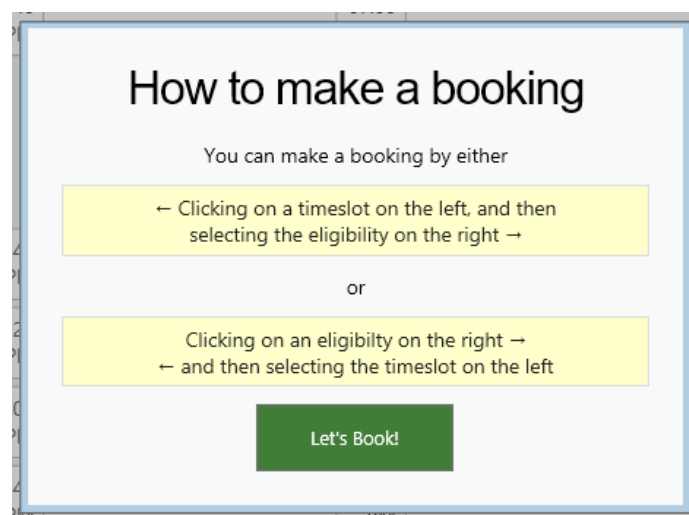 How to make a booking
You can make a booking by either
← Clicking on a timeslot on the left, and then
selecting the eligibility on the right →
or
Clicking on an eligibilty on the right →
← and then selecting the timeslot on the left
Let's Book!